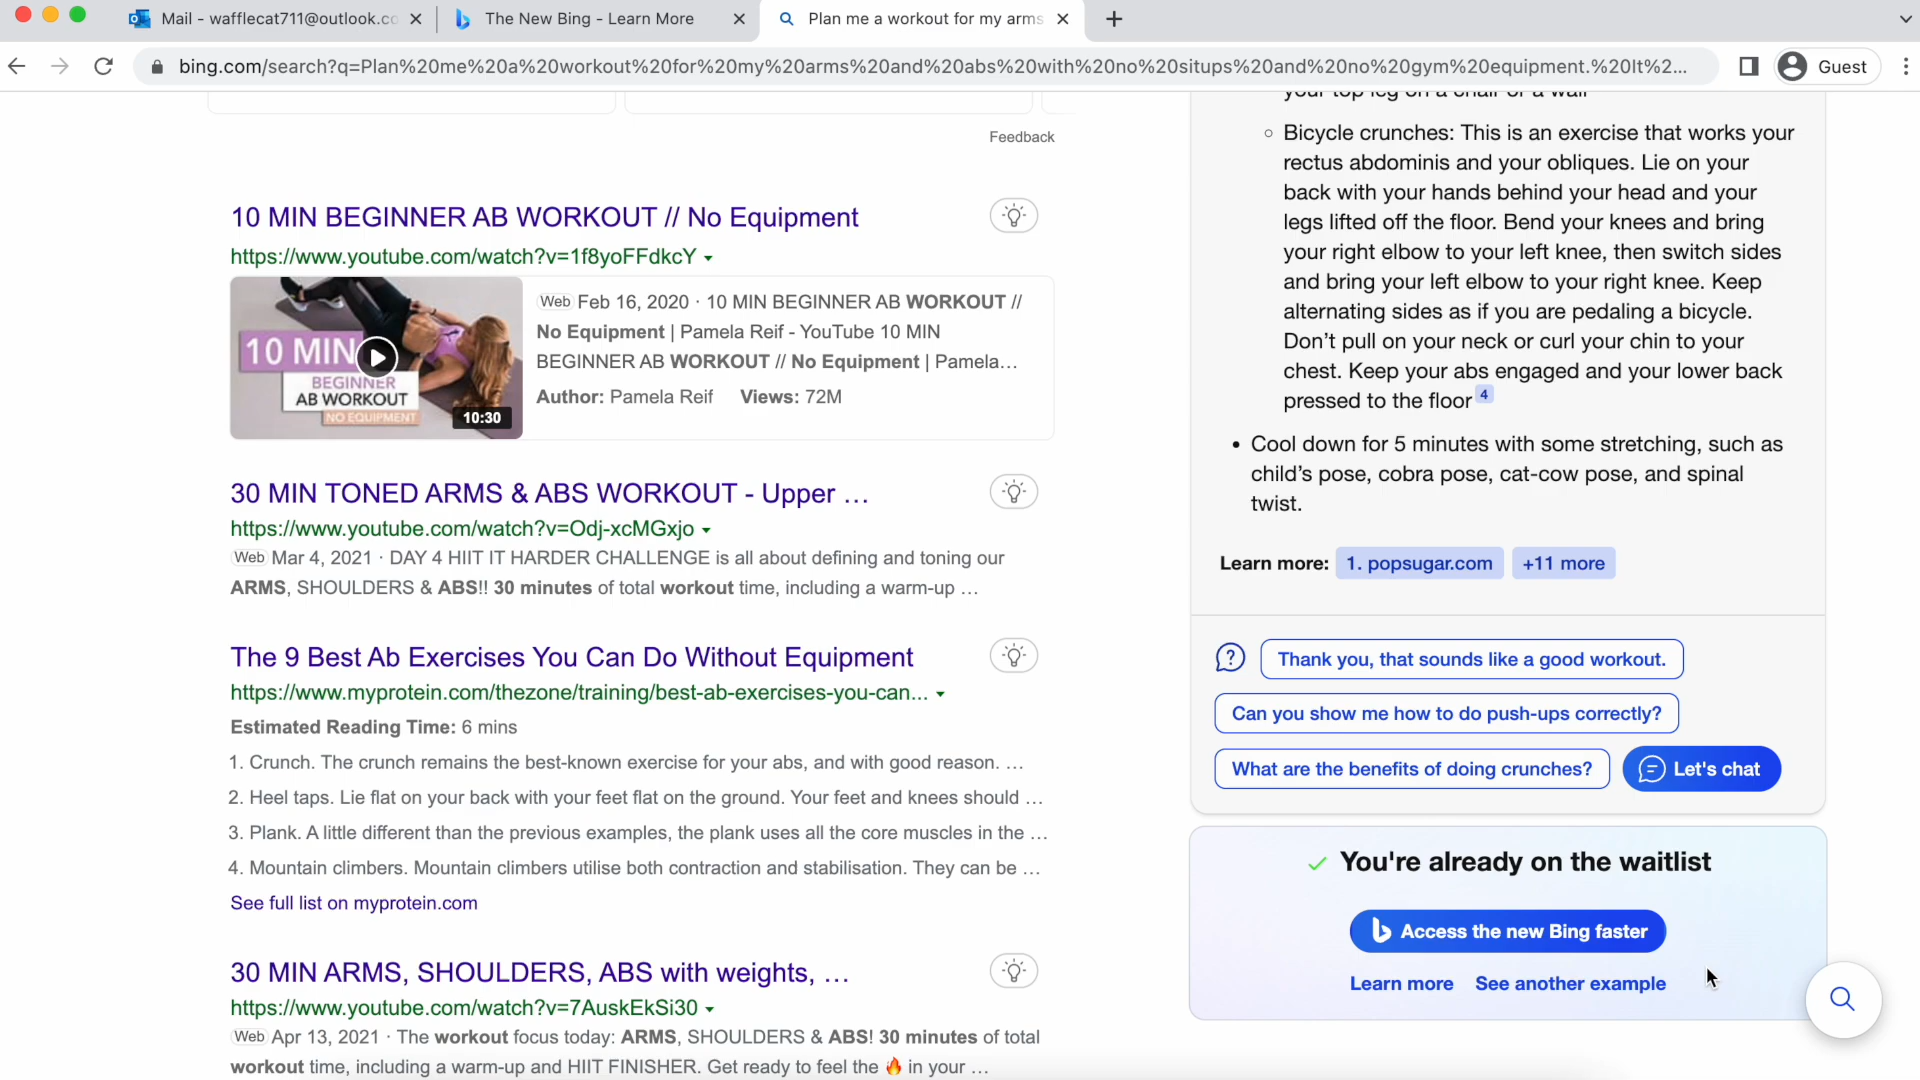 Mail - wafflecat711@outlook.co
The New Bing - Learn More
Plan me a workout for my arms
bing.com/search?q=Plan%20me%20a%20workout%20for%20my%20arms%20and%20abs%20with%20no%20situps%20and%20no%20gym%20equipment.%20It%2...
Guest
Feedback
10 MIN BEGINNER AB WORKOUT // No Equipment
https://www.youtube.com/watch?v=1f8yoFFdkcY
10 MIN
BEGINNER
AB WORKOUT
NO EQUIPMENT
10:30
Web Feb 16, 2020 · 10 MIN BEGINNER AB WORKOUT //
No Equipment | Pamela Reif - YouTube 10 MIN
BEGINNER AB WORKOUT // No Equipment | Pamela...
Author: Pamela Reif Views: 72M
30 MIN TONED ARMS & ABS WORKOUT - Upper ...
https://www.youtube.com/watch?v=Odj-xcMGxjo
Web Mar 4, 2021 · DAY 4 HIIT IT HARDER CHALLENGE is all about defining and toning our
ARMS, SHOULDERS & ABS!! 30 minutes of total workout time, including a warm-up ...
The 9 Best Ab Exercises You Can Do Without Equipment
https://www.myprotein.com/thezone/training/best-ab-exercises-you-can...
Estimated Reading Time: 6 mins
1. Crunch. The crunch remains the best-known exercise for your abs, and with good reason. ...
2. Heel taps. Lie flat on your back with your feet flat on the ground. Your feet and knees should ...
3. Plank. A little different than the previous examples, the plank uses all the core muscles in the ...
4. Mountain climbers. Mountain climbers utilise both contraction and stabilisation. They can be ...
See full list on myprotein.com
30 MIN ARMS, SHOULDERS, ABS with weights, ...
https://www.youtube.com/watch?v=7AuskEkSi30
Web Apr 13, 2021 · The workout focus today: ARMS, SHOULDERS & ABS! 30 minutes of total
workout time, including a warm-up and HIIT FINISHER. Get ready to feel the 🔥 in your ...
your top leg on a chair or a wall
Bicycle crunches: This is an exercise that works your
rectus abdominis and your obliques. Lie on your
back with your hands behind your head and your
legs lifted off the floor. Bend your knees and bring
your right elbow to your left knee, then switch sides
and bring your left elbow to your right knee. Keep
alternating sides as if you are pedaling a bicycle.
Don't pull on your neck or curl your chin to your
chest. Keep your abs engaged and your lower back
pressed to the floor 4
• Cool down for 5 minutes with some stretching, such as
child's pose, cobra pose, cat-cow pose, and spinal
twist.
Learn more: 1. popsugar.com +11 more
Thank you, that sounds like a good workout.
Can you show me how to do push-ups correctly?
What are the benefits of doing crunches?
Let's chat
You're already on the waitlist
Access the new Bing faster
Learn more See another example